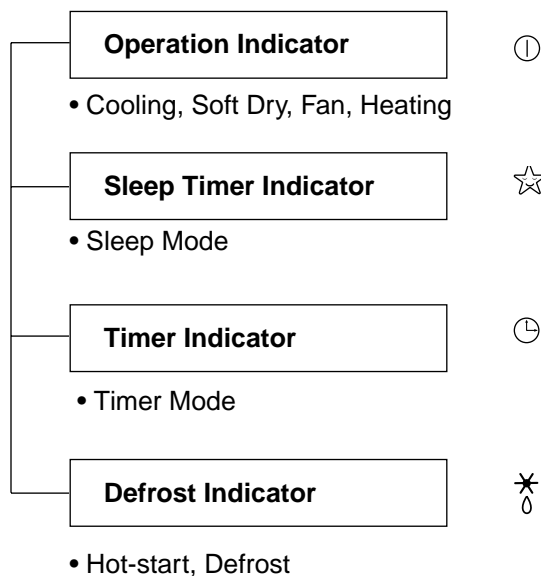 Operation Indicator
• Cooling, Soft Dry, Fan, Heating
Sleep Timer Indicator
• Sleep Mode
Timer Indicator
• Timer Mode
Defrost Indicator
• Hot-start, Defrost